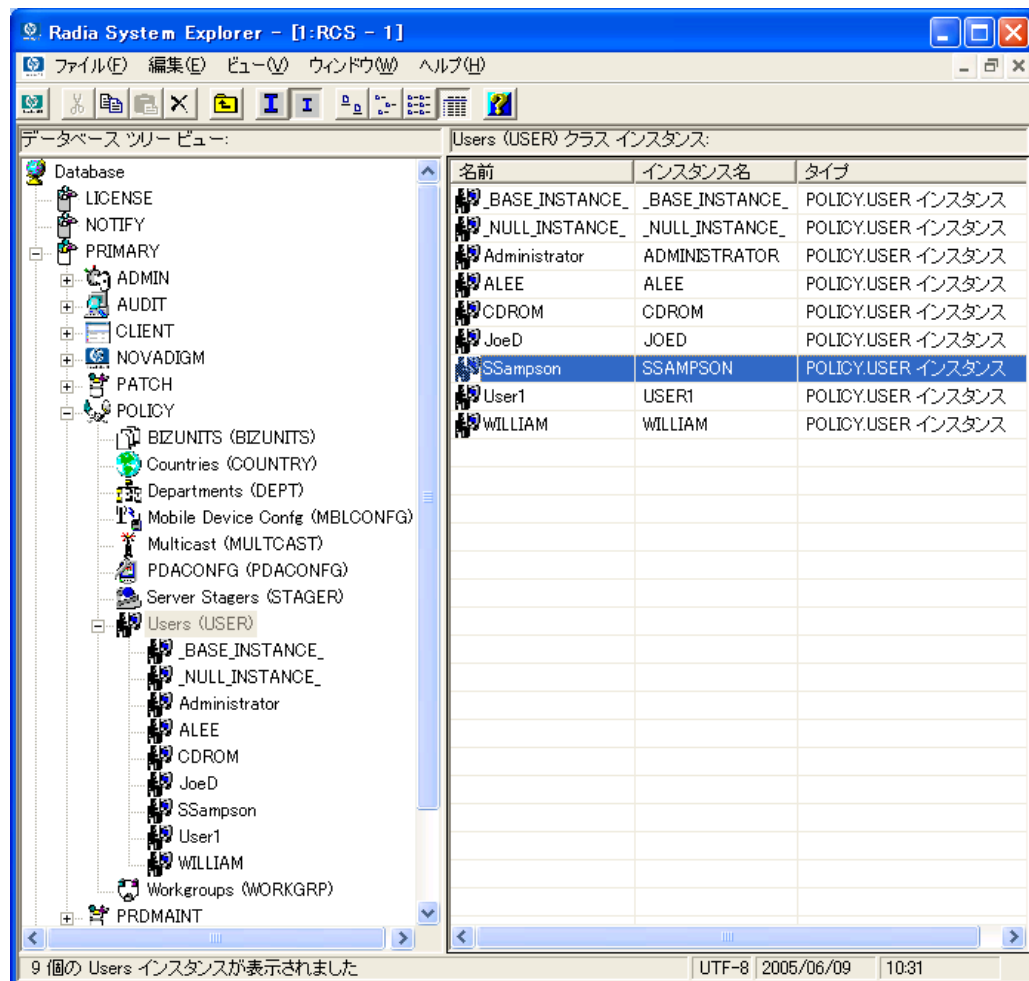 Radia System Explorer - [1:RCS - 1]
ファイル(F) 編集(E) ビュー(V) ウィンドウ(W) ヘルプ(H)
データベース ツリー ビュー:
Database
LICENSE
NOTIFY
PRIMARY
ADMIN
AUDIT
CLIENT
NOVADIGM
PATCH
POLICY
BIZUNITS (BIZUNITS)
Countries (COUNTRY)
Departments (DEPT)
Mobile Device Confg (MBLCONFG)
Multicast (MULTCAST)
PDACONFG (PDACONFG)
Server Stagers (STAGER)
Users (USER)
_BASE_INSTANCE_
_NULL_INSTANCE_
Administrator
ALEE
CDROM
JoeD
SSampson
User1
WILLIAM
Workgroups (WORKGRP)
PRDMAINT
Users (USER) クラス インスタンス:
名前 インスタンス名 タイプ
_BASE_INSTANCE_ _BASE_INSTANCE_ POLICY.USER インスタンス
_NULL_INSTANCE_ _NULL_INSTANCE_ POLICY.USER インスタンス
Administrator ADMINISTRATOR POLICY.USER インスタンス
ALEE ALEE POLICY.USER インスタンス
CDROM CDROM POLICY.USER インスタンス
JoeD JOED POLICY.USER インスタンス
SSampson SSAMPSON POLICY.USER インスタンス
User1 USER1 POLICY.USER インスタンス
WILLIAM WILLIAM POLICY.USER インスタンス
9 個の Users インスタンスが表示されました UTF-8 2005/06/09 10:31